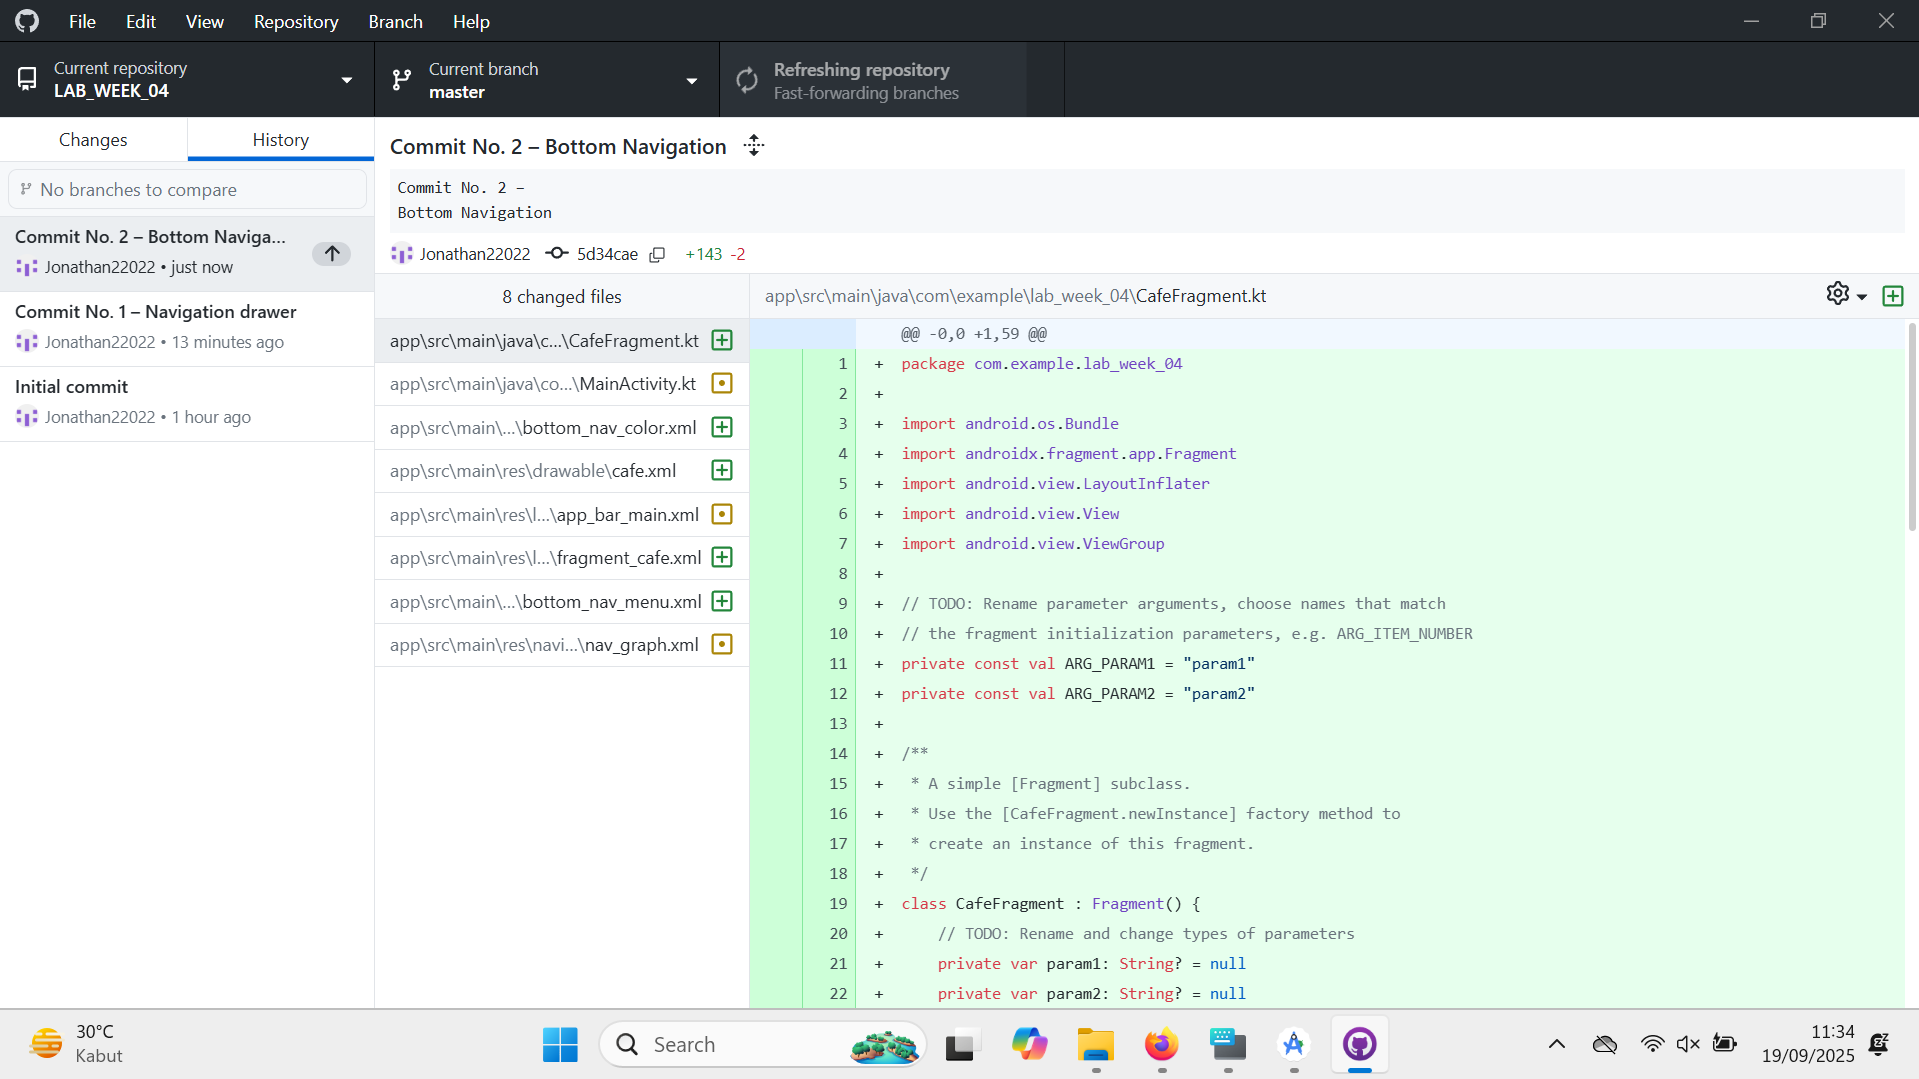 File Edit View Repository Branch Help
Current repository
LAB_WEEK_04
Current branch
master
Refreshing repository
Fast-forwarding branches
Changes
History
No branches to compare
Commit No. 2 – Bottom Naviga...
Jonathan22022 • just now
Commit No. 1 – Navigation drawer
Jonathan22022 • 13 minutes ago
Initial commit
Jonathan22022 • 1 hour ago
Commit No. 2 – Bottom Navigation
Commit No. 2 –
Bottom Navigation
Jonathan22022 5d34cae +143 -2
8 changed files
app\src\main\java\c...\CafeFragment.kt
app\src\main\java\co...\MainActivity.kt
app\src\main\...\bottom_nav_color.xml
app\src\main\res\drawable\cafe.xml
app\src\main\res\l...\app_bar_main.xml
app\src\main\res\l...\fragment_cafe.xml
app\src\main\...\bottom_nav_menu.xml
app\src\main\res\navi...\nav_graph.xml
app\src\main\java\com\example\lab_week_04\CafeFragment.kt
@@ -0,0 +1,59 @@
1 + package com.example.lab_week_04
2 +
3 + import android.os.Bundle
4 + import androidx.fragment.app.Fragment
5 + import android.view.LayoutInflater
6 + import android.view.View
7 + import android.view.ViewGroup
8 +
9 + // TODO: Rename parameter arguments, choose names that match
10 + // the fragment initialization parameters, e.g. ARG_ITEM_NUMBER
11 + private const val ARG_PARAM1 = "param1"
12 + private const val ARG_PARAM2 = "param2"
13 +
14 + /**
15 + * A simple [Fragment] subclass.
16 + * Use the [CafeFragment.newInstance] factory method to
17 + * create an instance of this fragment.
18 + */
19 + class CafeFragment : Fragment() {
20 + // TODO: Rename and change types of parameters
21 + private var param1: String? = null
22 + private var param2: String? = null
30°C
Kabut
Search
11:34
19/09/2025